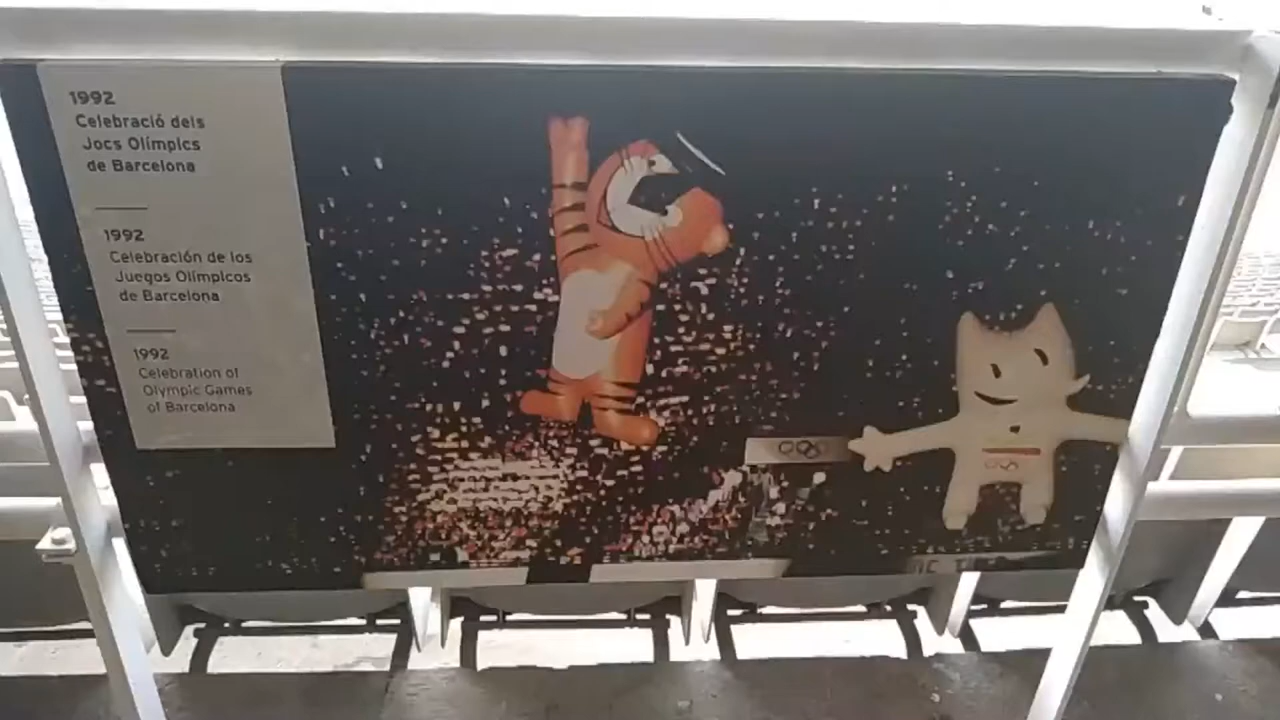 1992
Celebració dels
Jocs Olímpics
de Barcelona
1992
Celebración de los
Juegos Olímpicos
de Barcelona
1992
Celebration of
Olympic Games
of Barcelona